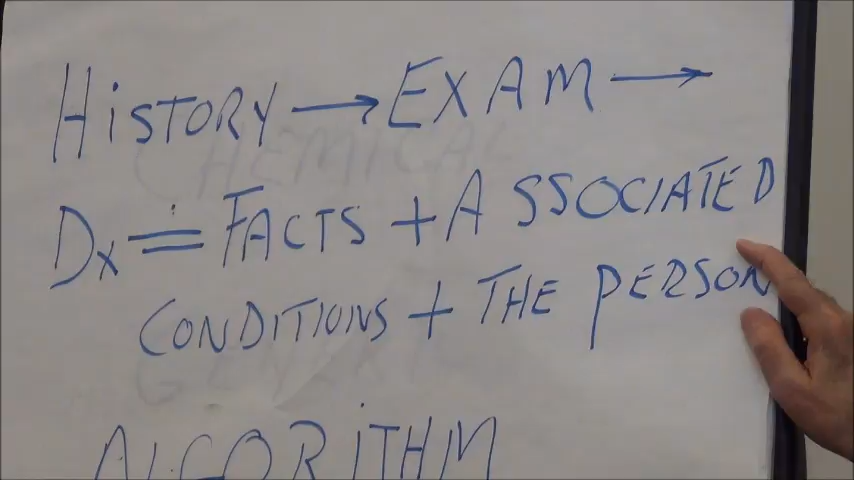 HiSTORY → EXAM →
Dx = FACTS + ASSOCIATED
CONDITIONS + THE PERSON
ALGORiTHM